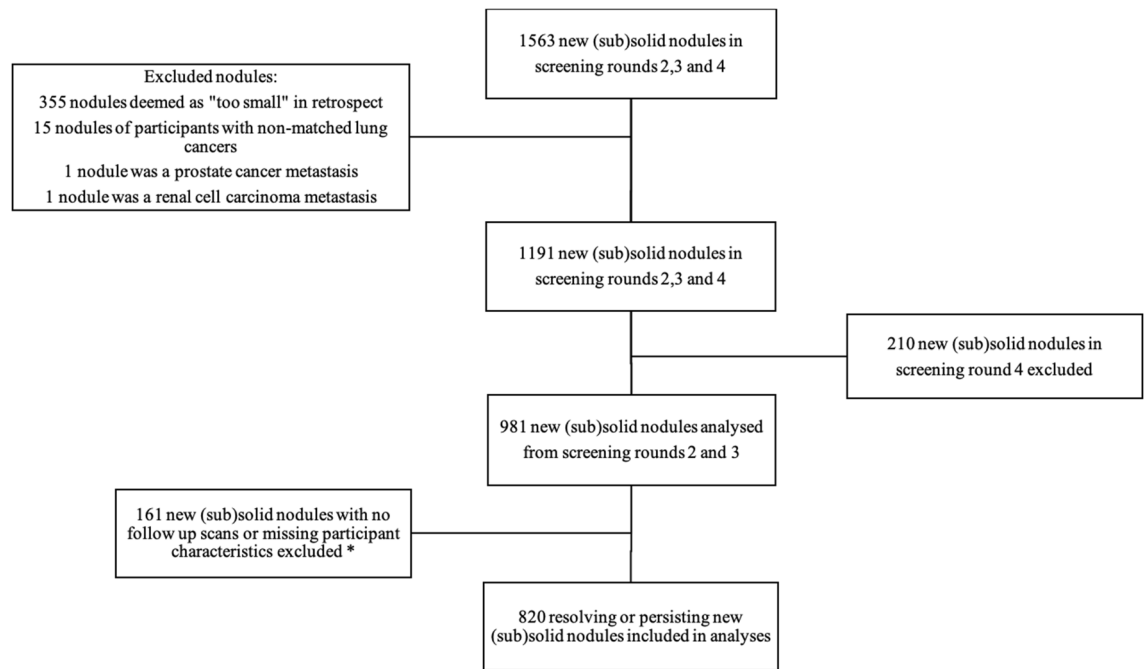 1563 new (sub)solid nodules in
screening rounds 2,3 and 4
Excluded nodules:
355 nodules deemed as "too small" in retrospect
15 nodules of participants with non-matched lung
cancers
1 nodule was a prostate cancer metastasis
1 nodule was a renal cell carcinoma metastasis
1191 new (sub)solid nodules in
screening rounds 2,3 and 4
210 new (sub)solid nodules in
screening round 4 excluded
981 new (sub)solid nodules analysed
from screening rounds 2 and 3
161 new (sub)solid nodules with no
follow up scans or missing participant
characteristics excluded *
820 resolving or persisting new
(sub)solid nodules included in analyses